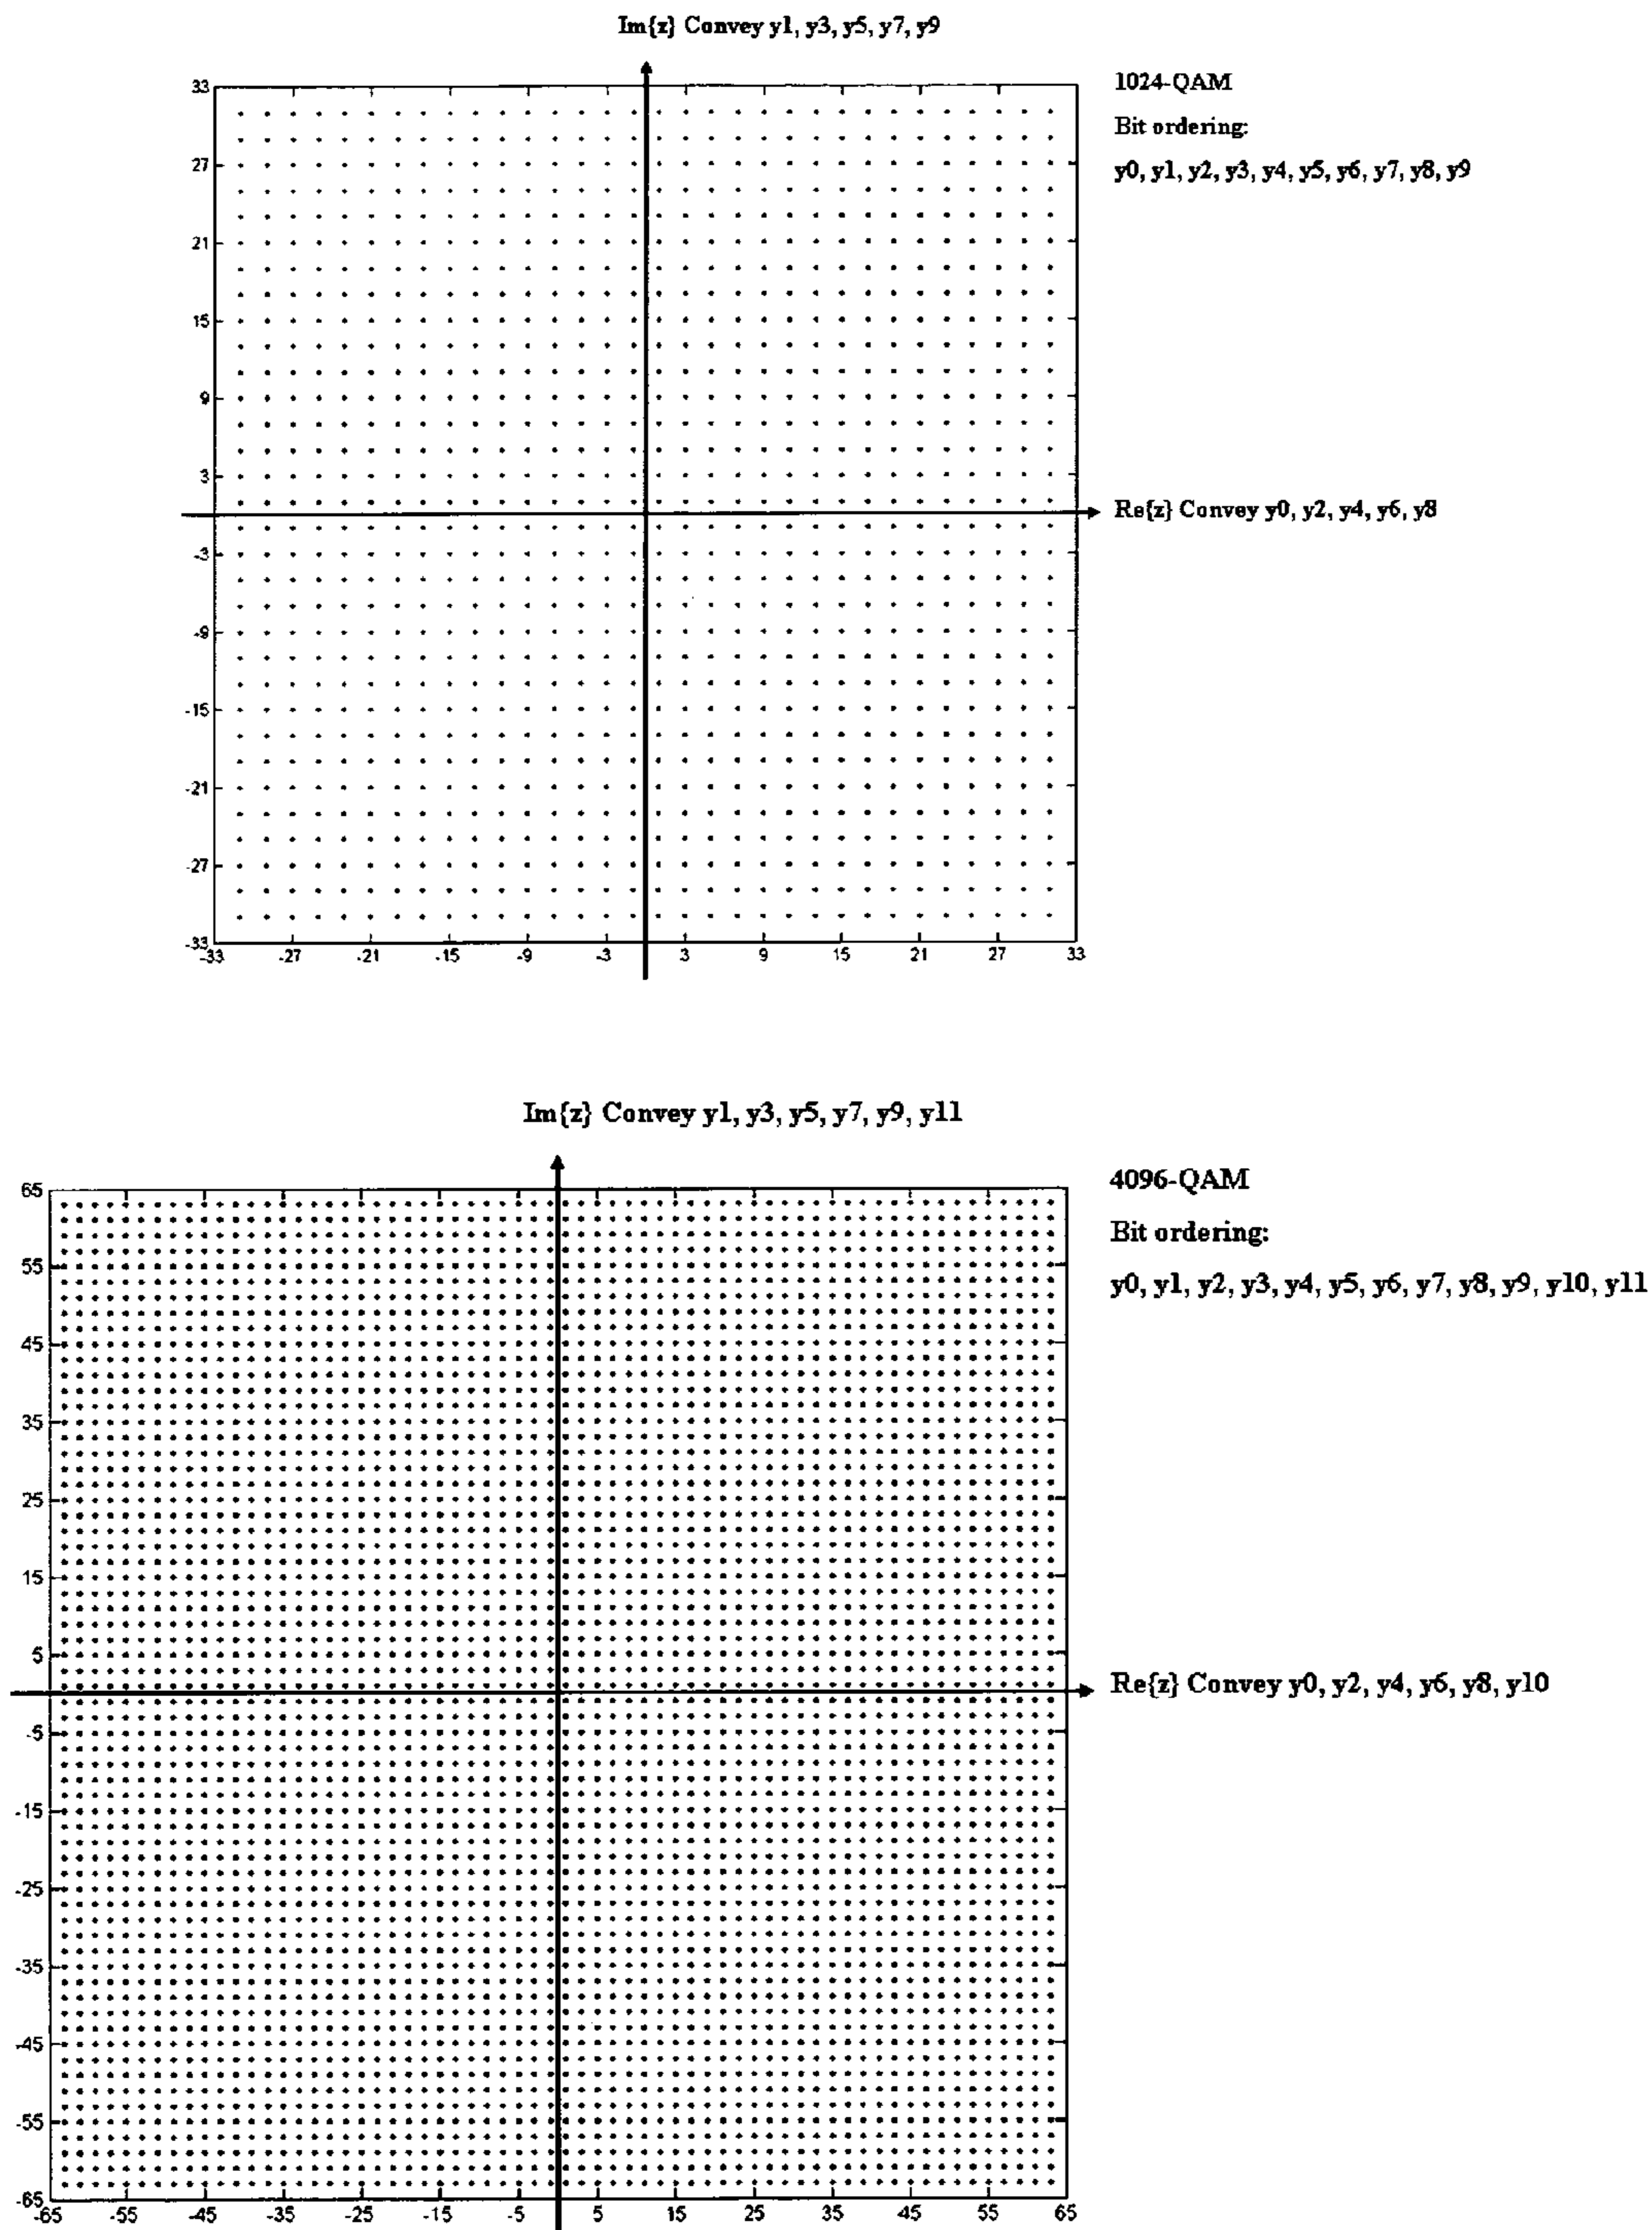 Im{z} Convey y1, y3, y5, y7, y9
1024-QAM
Bit ordering:
y0, y1, y2, y3, y4, y5, y6, y7, y8, y9
33
27
21
15
9
3
-3
-9
-15
-21
-27
-33
Re{z} Convey y0, y2, y4, y6, y8
-33 -27 -21 -15 -9 -3 3 9 15 21 27 33
Im{z} Convey y1, y3, y5, y7, y9, y11
4096-QAM
Bit ordering:
y0, y1, y2, y3, y4, y5, y6, y7, y8, y9, y10, y11
65
55
45
35
25
15
5
-5
-15
-25
-35
-45
-55
-65
Re{z} Convey y0, y2, y4, y6, y8, y10
-65 -55 -45 -35 -25 -15 -5 5 15 25 35 45 55 65